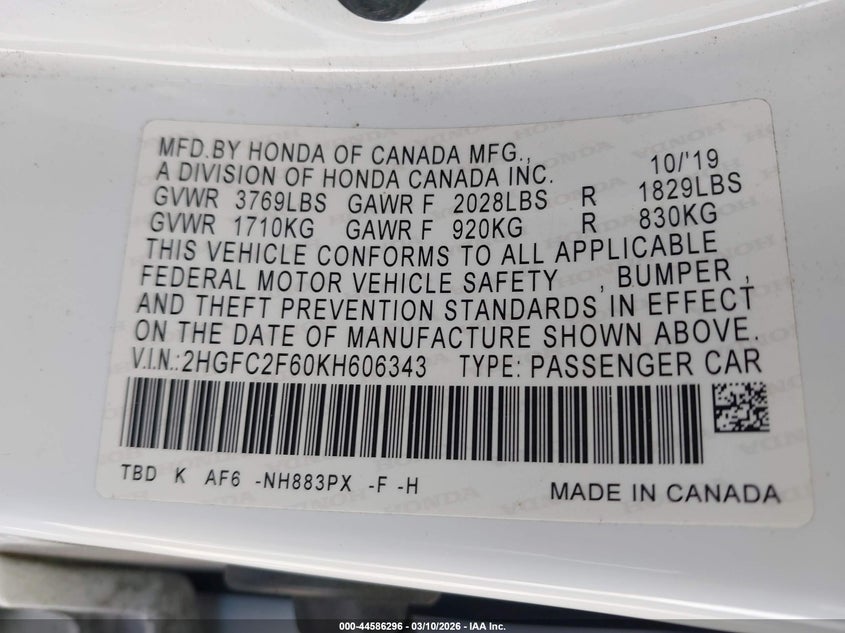 MFD.BY HONDA OF CANADA MFG., 10/'19
A DIVISION OF HONDA CANADA INC.
GVWR 3769LBS GAWR F 2028LBS R 1829LBS
GVWR 1710KG GAWR F 920KG R 830KG
THIS VEHICLE CONFORMS TO ALL APPLICABLE
FEDERAL MOTOR VEHICLE SAFETY , BUMPER ,
AND THEFT PREVENTION STANDARDS IN EFFECT
ON THE DATE OF MANUFACTURE SHOWN ABOVE.
V.I.N.: 2HGFC2F60KH606343 TYPE: PASSENGER CAR
TBD K AF6 -NH883PX -F -H
MADE IN CANADA
000-44586296 - 03/10/2026 - IAA Inc.